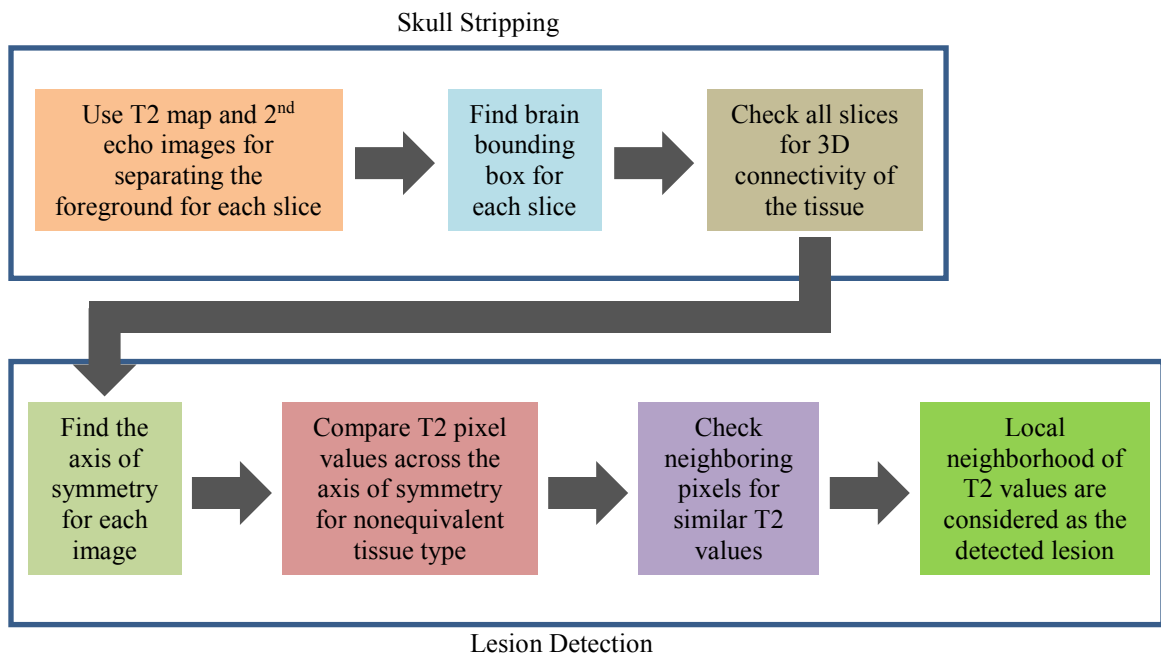 Skull Stripping
Use T2 map and 2nd
echo images for
separating the
foreground for each slice
Find brain
bounding
box for
each slice
Check all slices
for 3D
connectivity of
the tissue
Find the
axis of
symmetry
for each
image
Compare T2 pixel
values across the
axis of symmetry
for nonequivalent
tissue type
Check
neighboring
pixels for
similar T2
values
Local
neighborhood of
T2 values are
considered as the
detected lesion
Lesion Detection